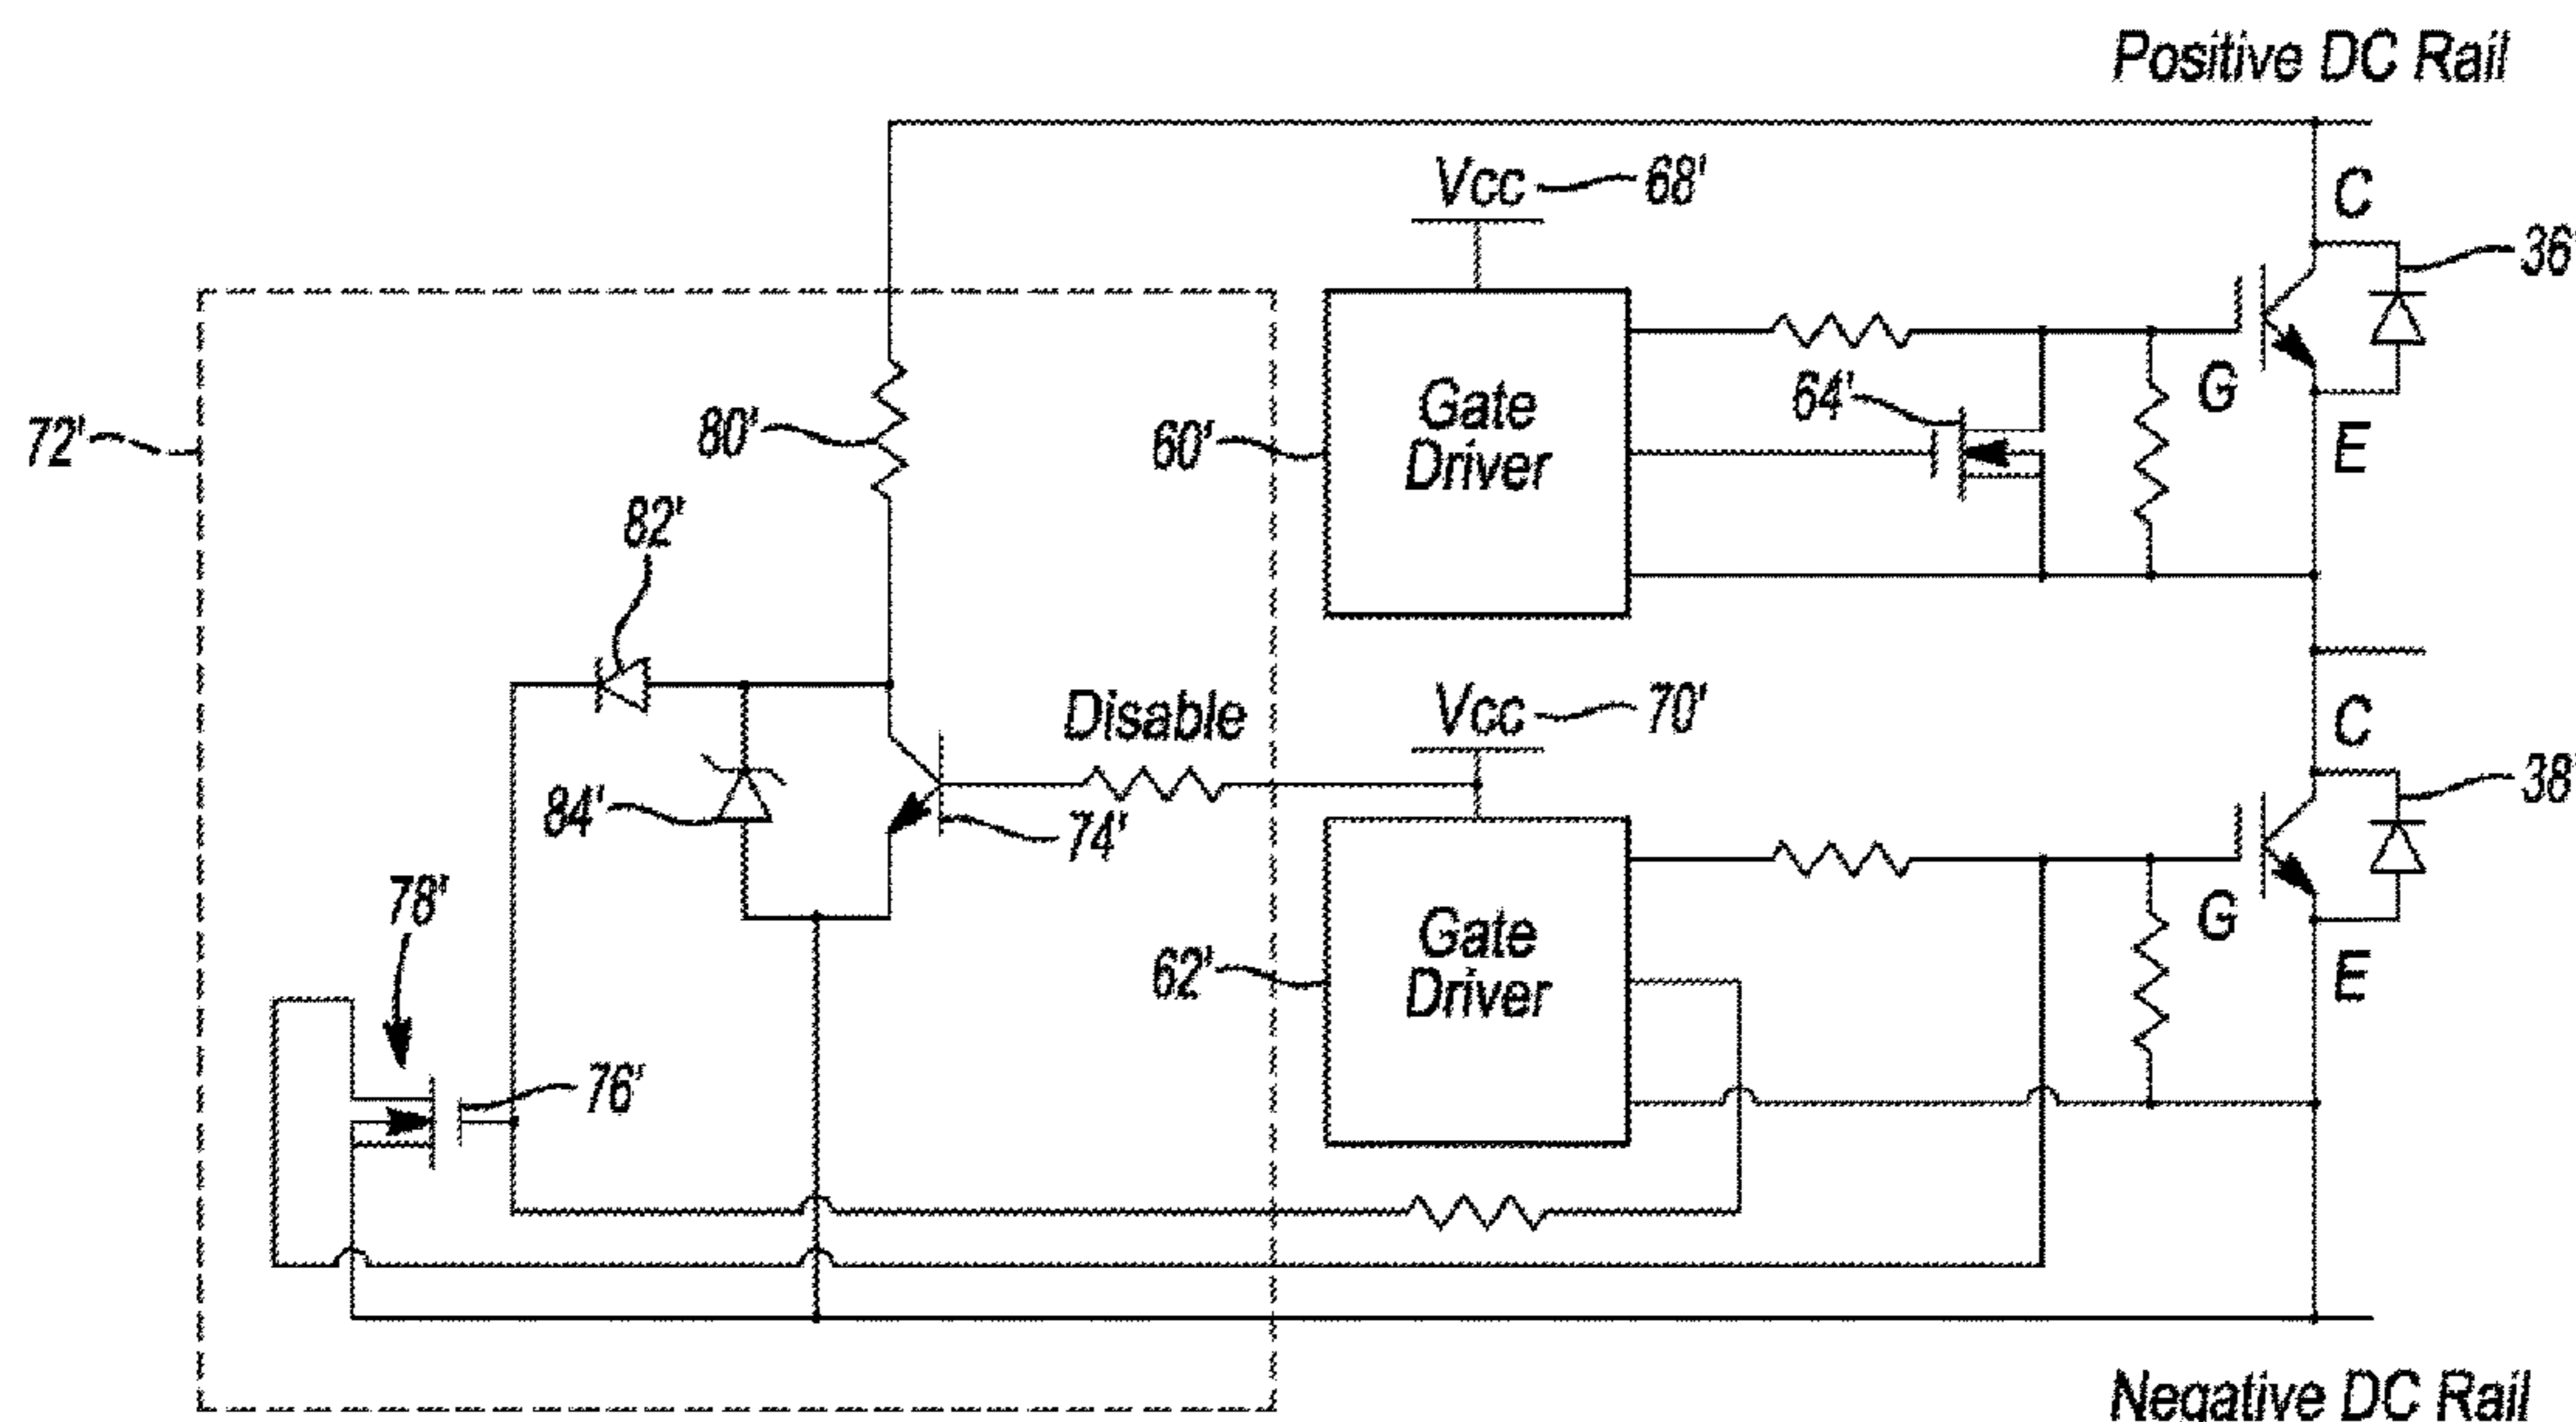 Positive DC Rail
Vcc
68'
C
36'
72'
80'
60'
Gate
Driver
64'
G
E
82'
Disable
Vcc
70'
C
38'
84'
74'
78'
62'
Gate
Driver
G
E
76'
Negative DC Rail